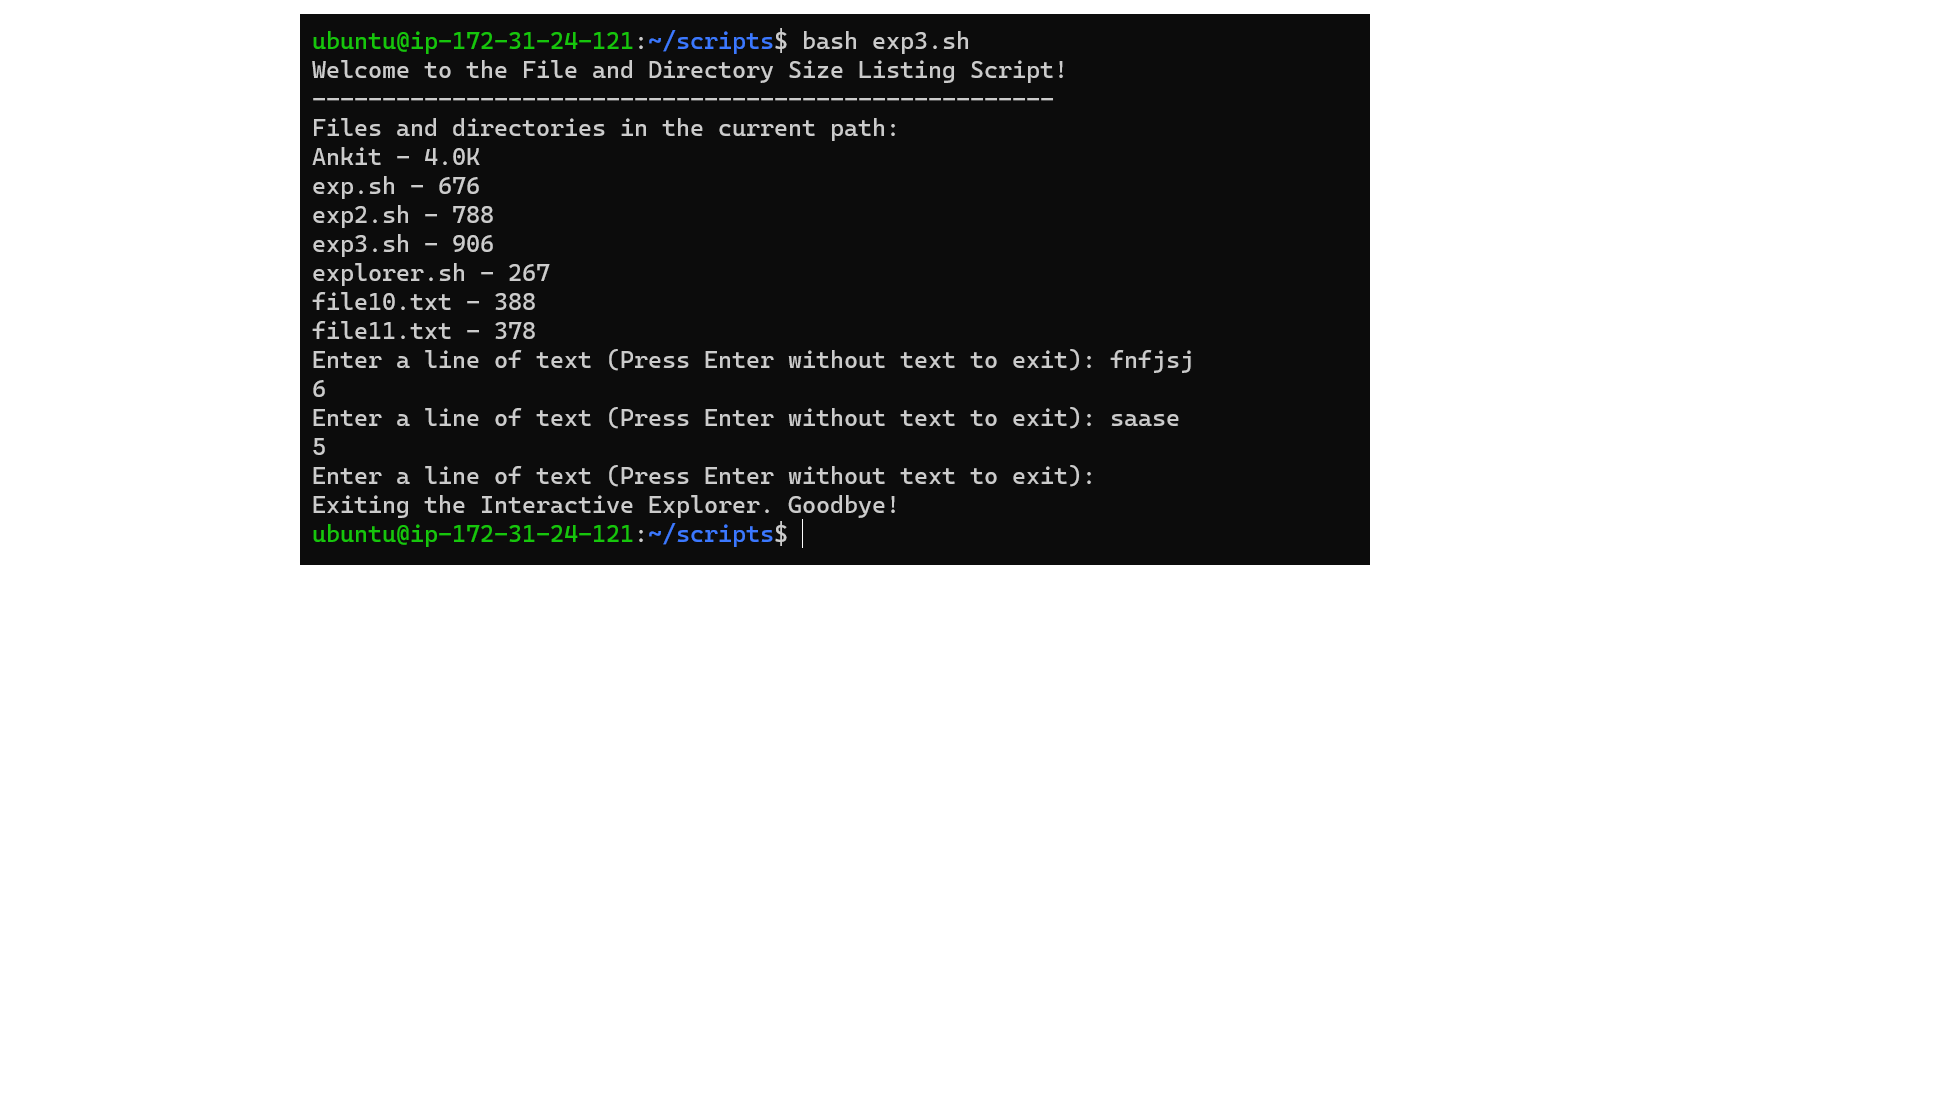 ubuntu@ip-172-31-24-121:~/scripts$ bash exp3.sh
Welcome to the File and Directory Size Listing Script!
-----------------------------------------------------
Files and directories in the current path:
Ankit - 4.0K
exp.sh - 676
exp2.sh - 788
exp3.sh - 906
explorer.sh - 267
file10.txt - 388
file11.txt - 378
Enter a line of text (Press Enter without text to exit): fnfjsj
6
Enter a line of text (Press Enter without text to exit): saase
5
Enter a line of text (Press Enter without text to exit):
Exiting the Interactive Explorer. Goodbye!
ubuntu@ip-172-31-24-121:~/scripts$